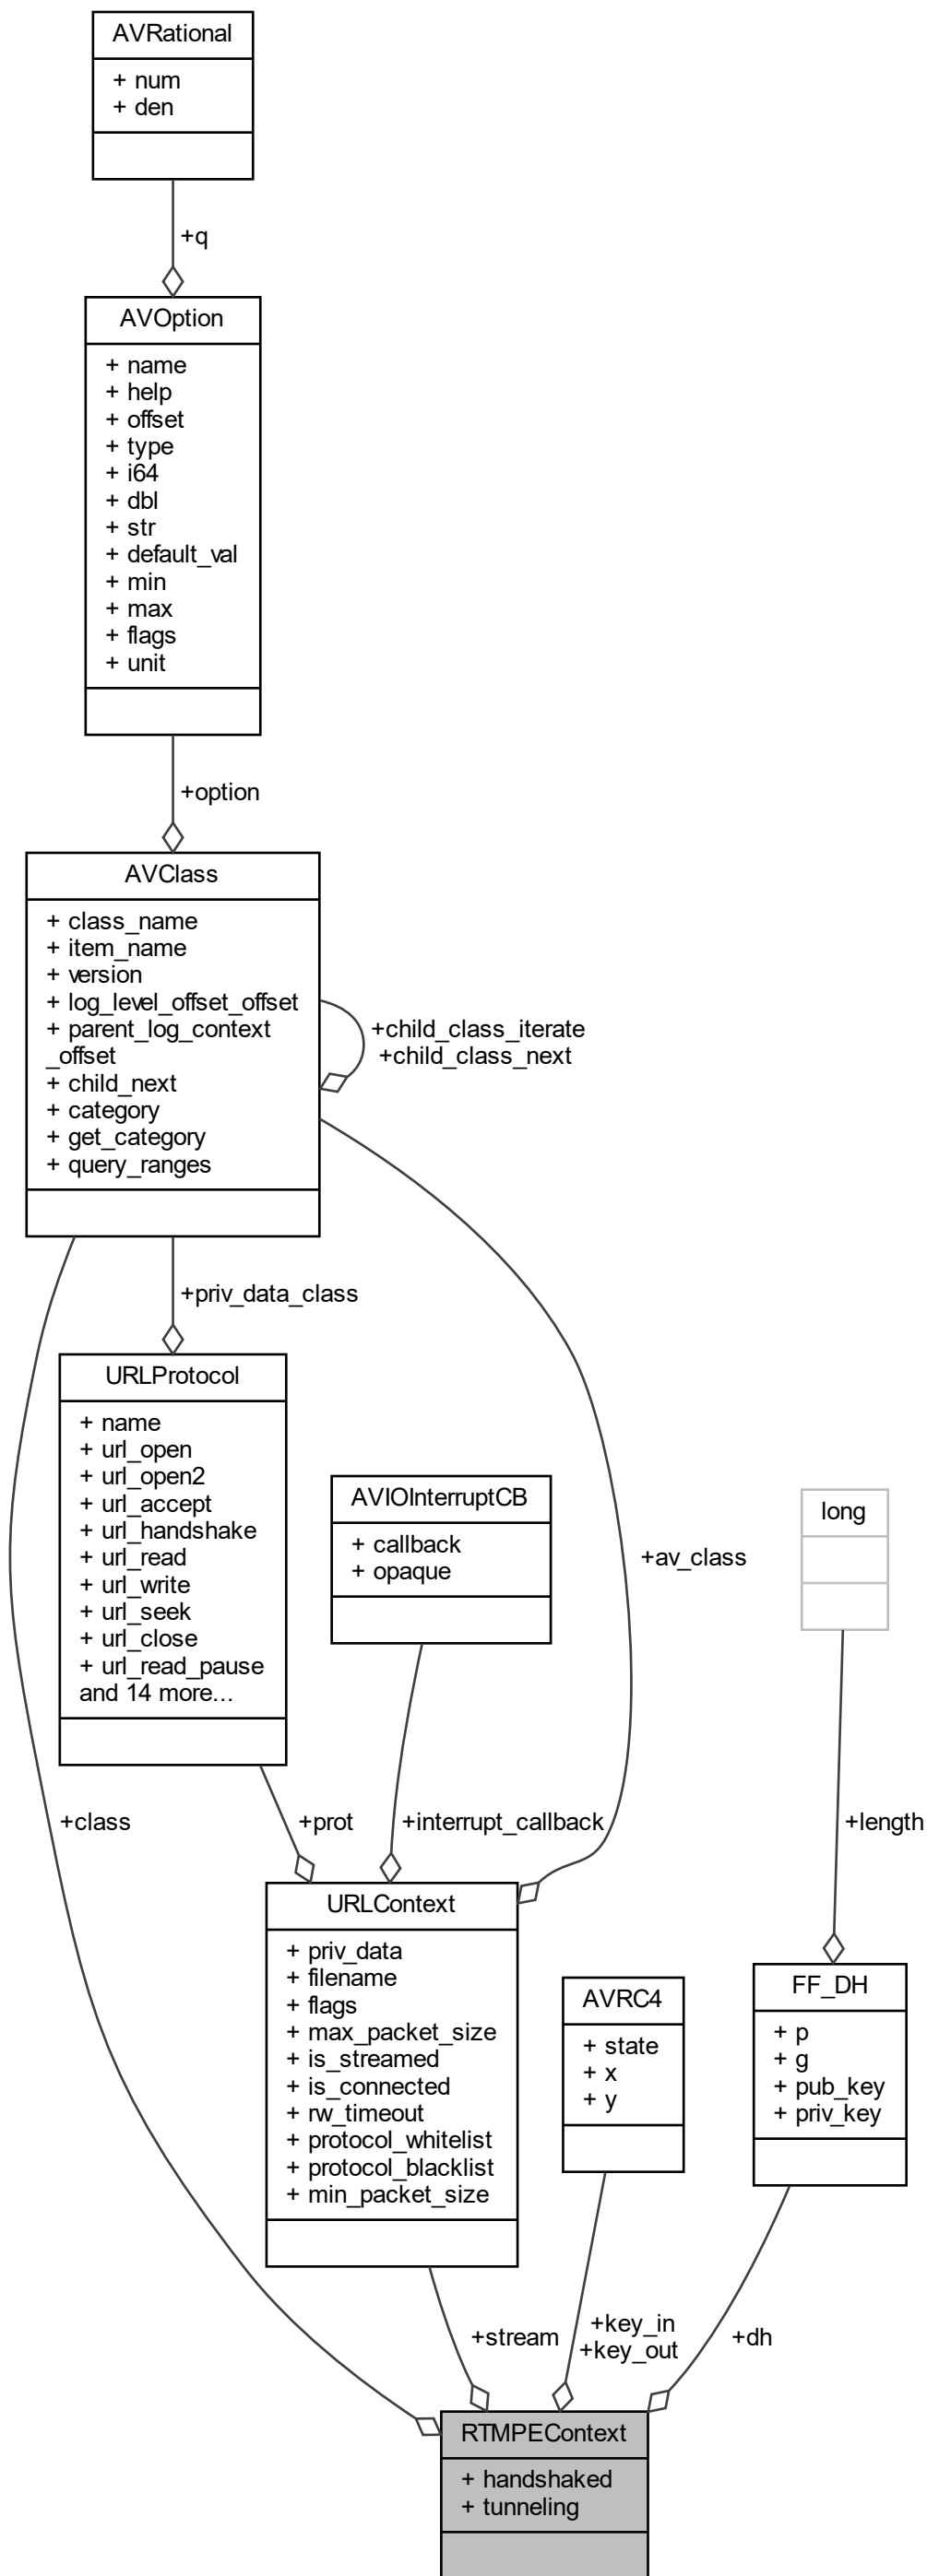 AVRational
+ num
+ den
+q
AVOption
+ name
+ help
+ offset
+ type
+ i64
+ dbl
+ str
+ default_val
+ min
+ max
+ flags
+ unit
+option
AVClass
+ class_name
+ item_name
+ version
+ log_level_offset_offset
+ parent_log_context
_offset
+ child_next
+ category
+ get_category
+ query_ranges
+child_class_iterate
+child_class_next
+priv_data_class
URLProtocol
+ name
+ url_open
+ url_open2
+ url_accept
+ url_handshake
+ url_read
+ url_write
+ url_seek
+ url_close
+ url_read_pause
and 14 more...
AVIOInterruptCB
+ callback
+ opaque
+av_class
long
+class
+prot
+interrupt_callback
+length
URLContext
+ priv_data
+ filename
+ flags
+ max_packet_size
+ is_streamed
+ is_connected
+ rw_timeout
+ protocol_whitelist
+ protocol_blacklist
+ min_packet_size
AVRC4
+ state
+ x
+ y
FF_DH
+ p
+ g
+ pub_key
+ priv_key
+stream
+key_in
+key_out
+dh
RTMPEContext
+ handshaked
+ tunneling